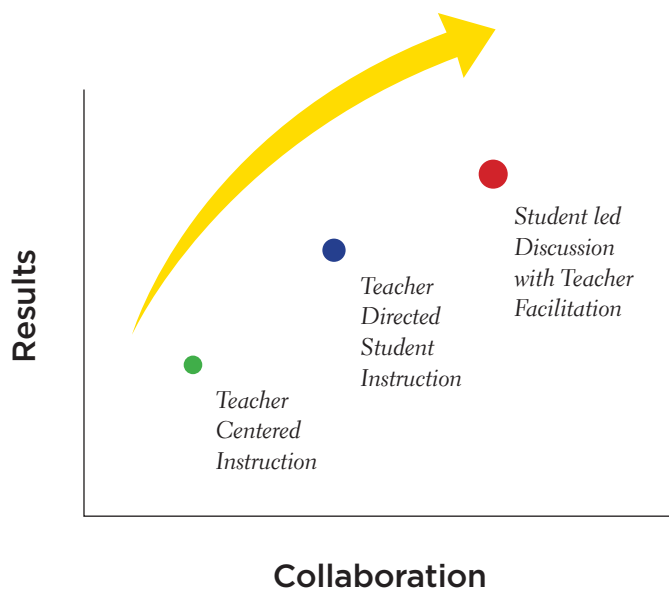 Results
Student led
Discussion
with Teacher
Facilitation
Teacher
Directed
Student
Instruction
Teacher
Centered
Instruction
Collaboration